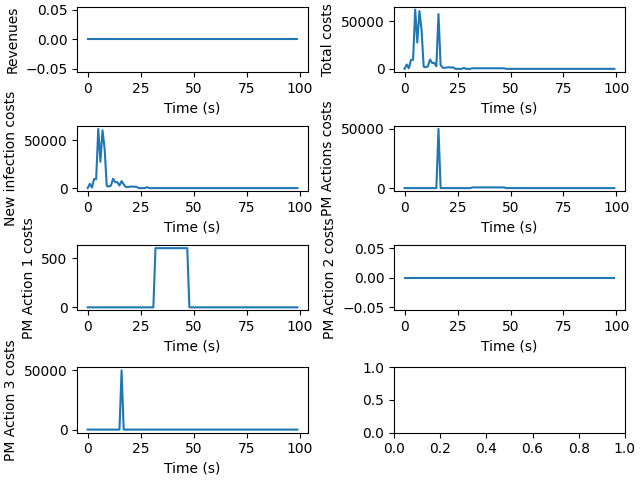 Revenues
0.05
0.00
−0.05
0 25 50 75 100
Time (s)
Total costs
50000
0
0 25 50 75 100
Time (s)
New infection costs
50000
0
0 25 50 75 100
Time (s)
PM Actions costs
50000
0
0 25 50 75 100
Time (s)
PM Action 1 costs
500
0
0 25 50 75 100
Time (s)
PM Action 2 costs
0.05
0.00
−0.05
0 25 50 75 100
Time (s)
PM Action 3 costs
50000
0
0 25 50 75 100
Time (s)
1.0
0.5
0.0
0.0 0.2 0.4 0.6 0.8 1.0